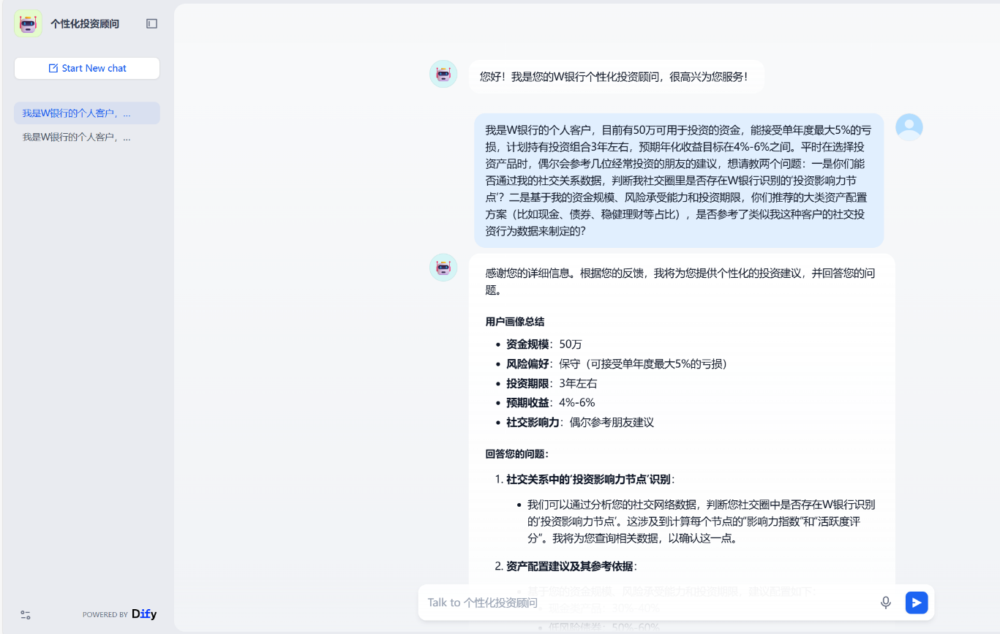 个性化投资顾问
Start New chat
我是W银行的个人客户，...
我是W银行的个人客户，...
POWERED BY Dify
您好！我是您的W银行个性化投资顾问，很高兴为您服务！
我是W银行的个人客户，目前有50万可用于投资的资金，能接受单年度最大5%的亏
损，计划持有投资组合3年左右，预期年化收益目标在4%-6%之间。平时在选择投
资产品时，偶尔会参考几位经常投资的朋友的建议，想请教两个问题：一是你们能
否通过我的社交关系数据，判断我社交圈里是否存在W银行识别的‘投资影响力节
点’？二是基于我的资金规模、风险承受能力和投资期限，你们推荐的大类资产配置
方案（比如现金、债券、稳健理财等占比），是否参考了类似我这种客户的社交投
资行为数据来制定的？
感谢您的详细信息。根据您的反馈，我将为您提供个性化的投资建议，并回答您的问
题。
用户画像总结
• 资金规模：50万
• 风险偏好：保守（可接受单年度最大5%的亏损）
• 投资期限：3年左右
• 预期收益：4%-6%
• 社交影响力：偶尔参考朋友建议
回答您的问题：
1. 社交关系中的‘投资影响力节点’识别：
• 我们可以通过分析您的社交网络数据，判断您社交圈中是否存在W银行识别
的‘投资影响力节点’。这涉及到计算每个节点的“影响力指数”和“活跃度评
分”。我将为您查询相关数据，以确认这一点。
2. 资产配置建议及其参考依据：
• 基于您的资金规模、风险承受能力和投资期限，建议配置如下：
30%-40%
• 低风险债券：50%-60%
Talk to 个性化投资顾问